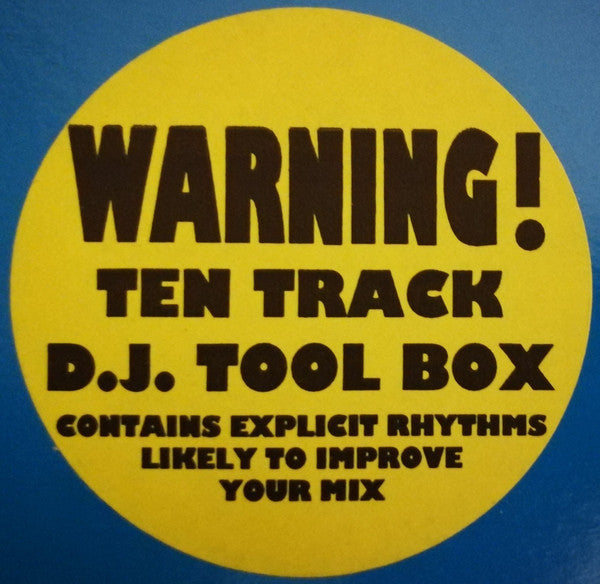 WARNING!
TEN TRACK
D.J. TOOL BOX
CONTAINS EXPLICIT RHYTHMS
LIKELY TO IMPROVE
YOUR MIX